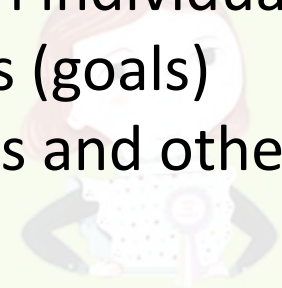 individua
s (goals)
s and othe